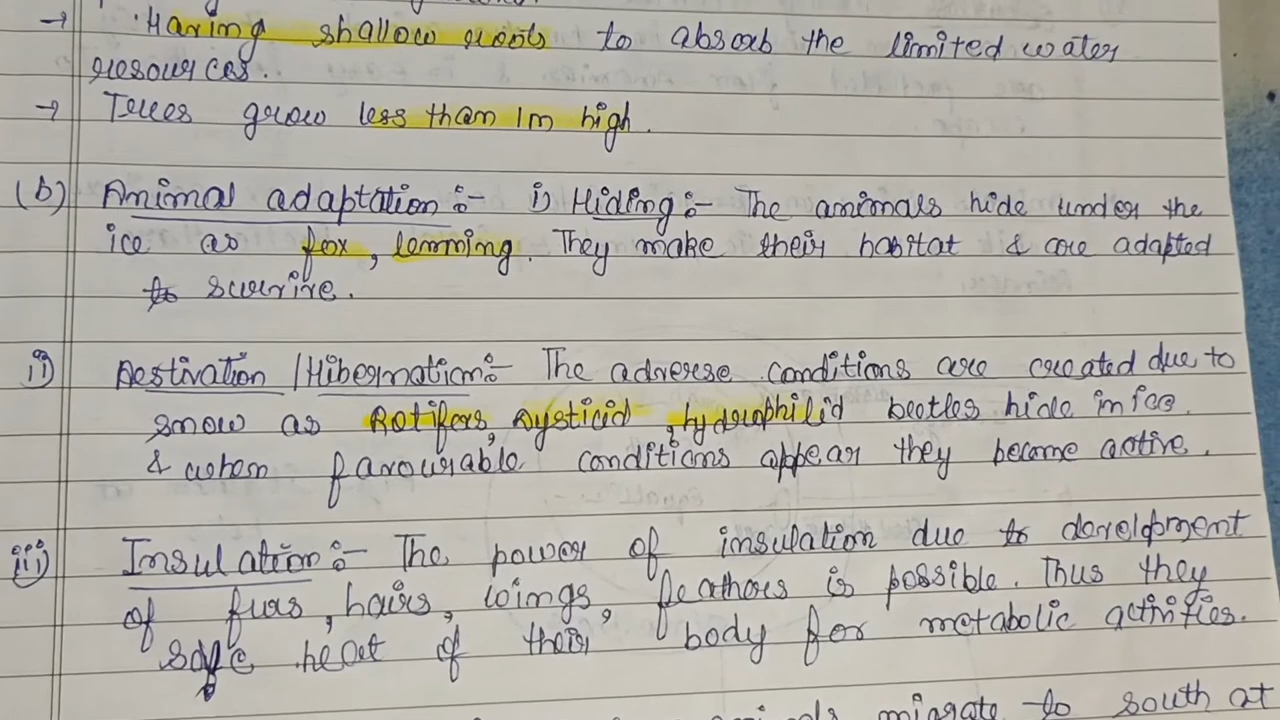 → Having shallow roots to absorb the limited water
resources.
→ Trees grow less than 1m high.
(b) Animal adaptation :- i) Hiding :- The animals hide under the
ice as fox, lemming. They make their habitat & are adapted
to survive.
ii) Aestivation / Hibernation :- The adverse conditions are created due to
snow as Rotifers, Dysticid, hydrophilid beetles hide in ice
& when favourable conditions appear they become active.
iii) Insulation :- The power of insulation due to development
of furs, hairs, wings, feathers is possible. Thus they
safe heat of their body for metabolic activities.
migrate to south at